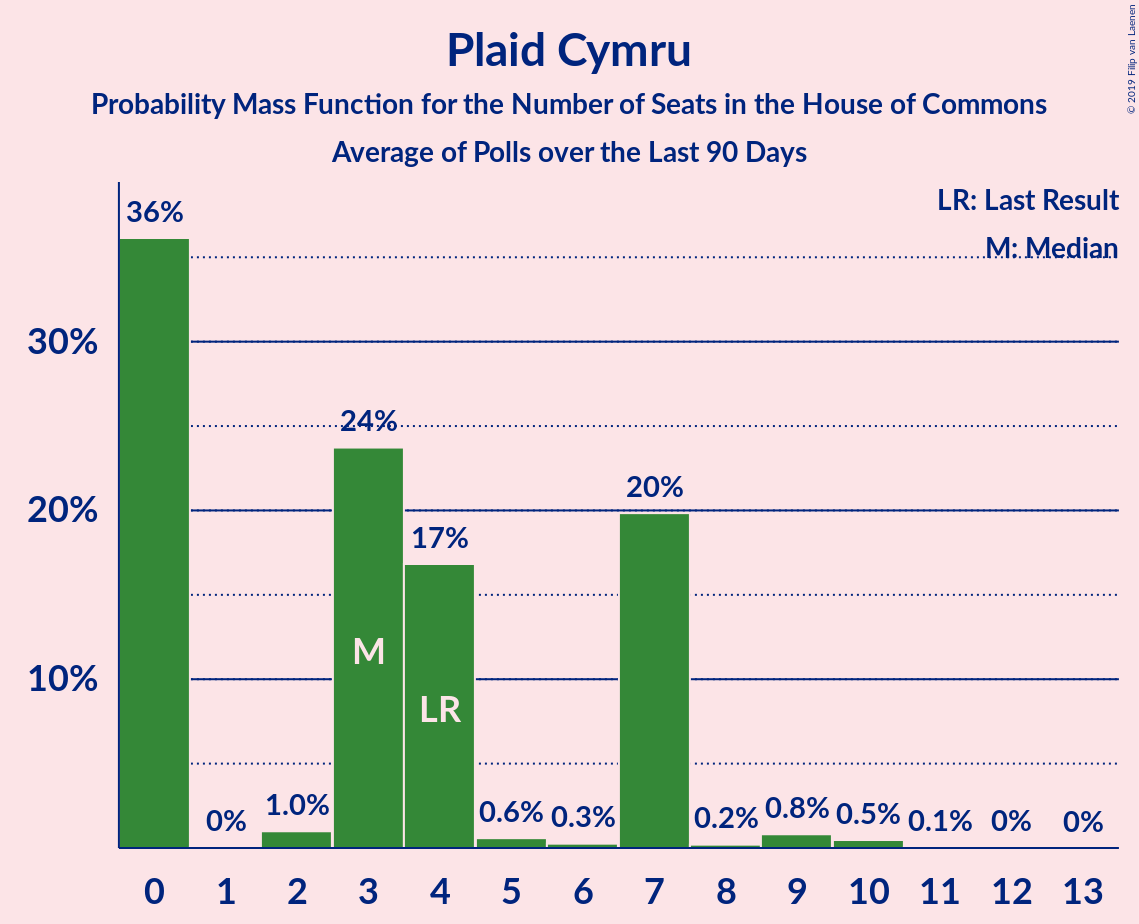 Plaid Cymru
Probability Mass Function for the Number of Seats in the House of Commons
Average of Polls over the Last 90 Days
© 2019 Filip van Laenen
LR: Last Result
M: Median
36%
30%
24%
20%
20%
17%
M
10%
LR
0%
1.0%
0.6%
0.3%
0.2%
0.8%
0.5%
0.1%
0%
0%
0 1 2 3 4 5 6 7 8 9 10 11 12 13